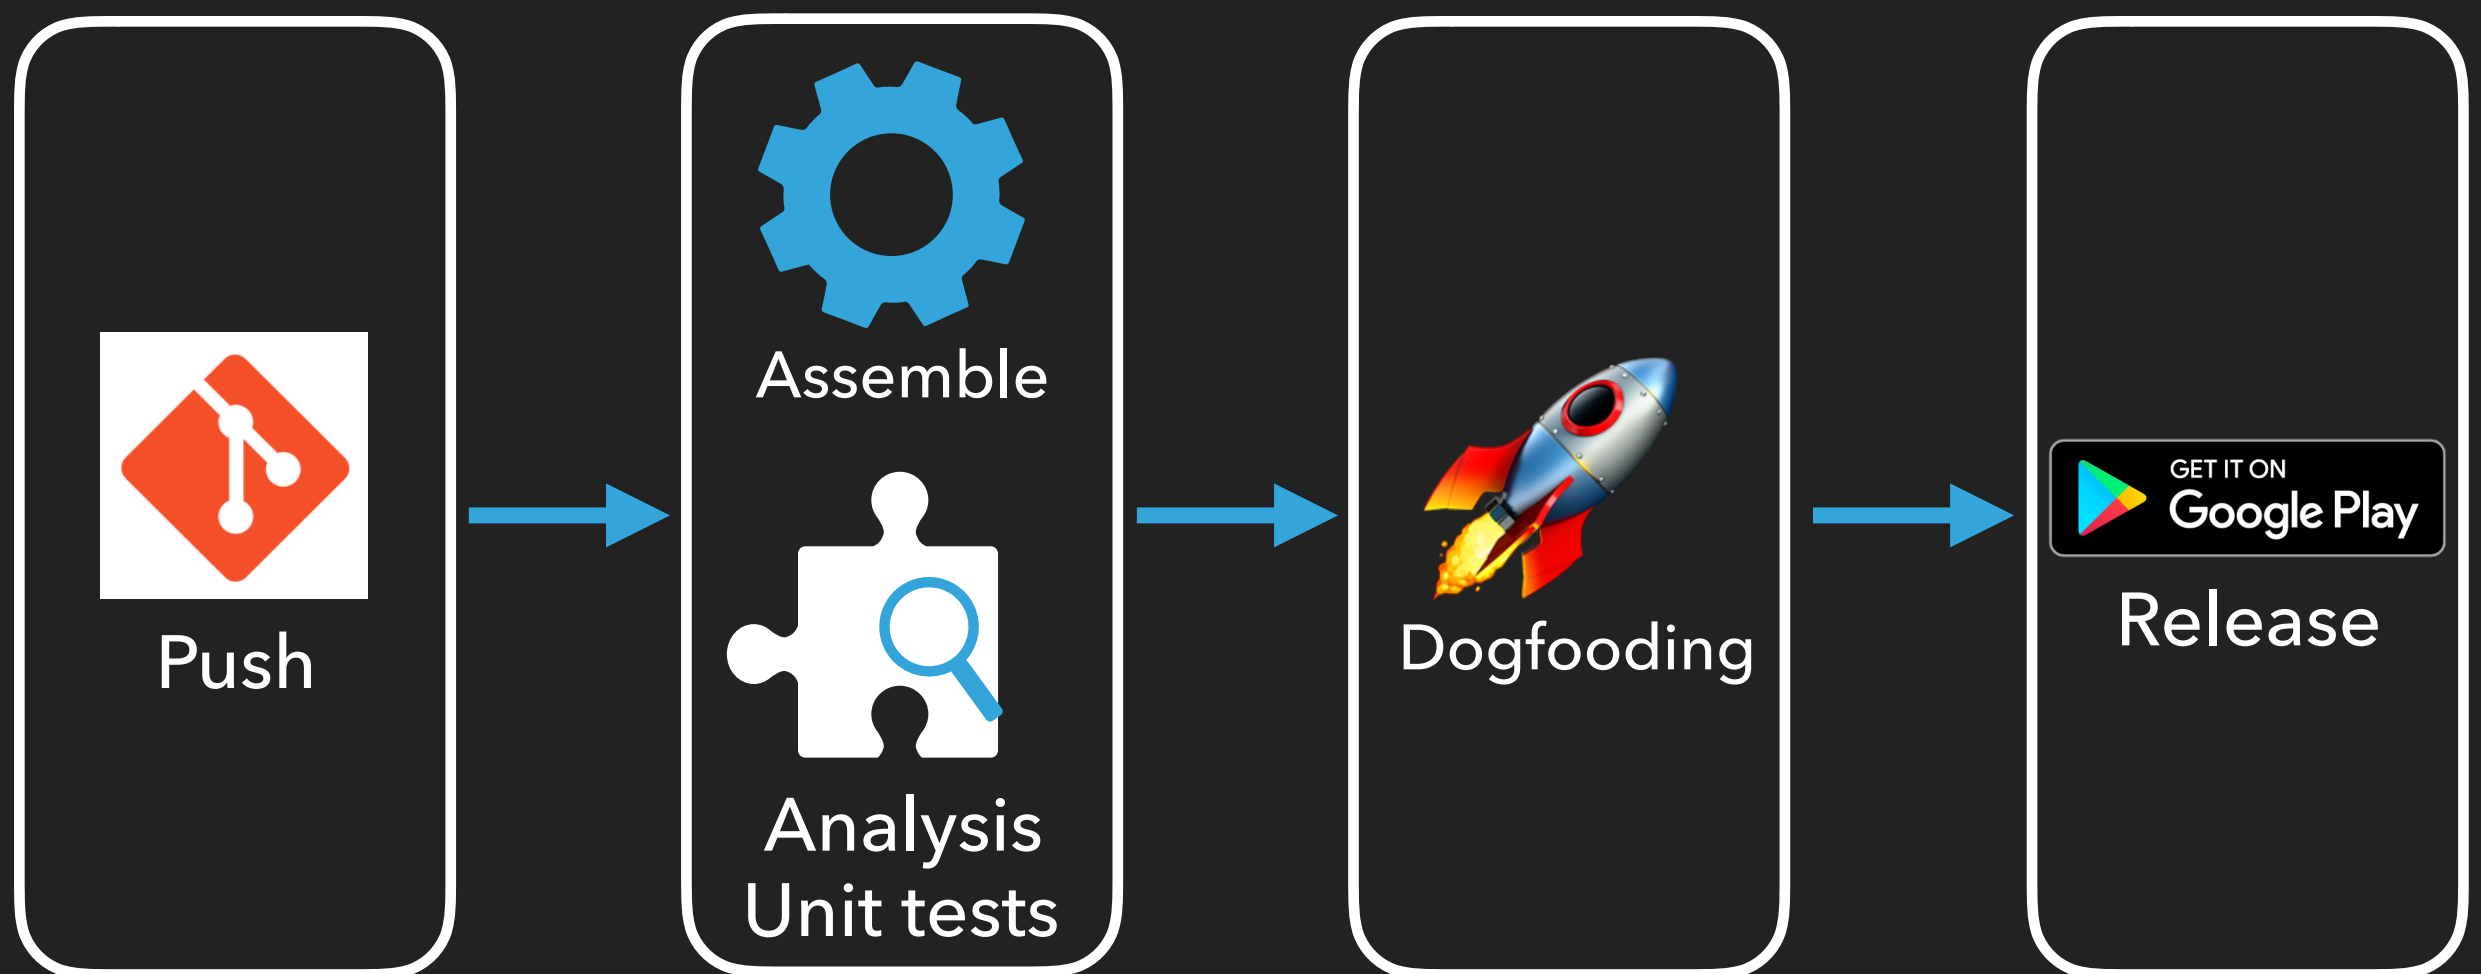 Push
Assemble
Analysis
Unit tests
Dogfooding
GET IT ON
Google Play
Release